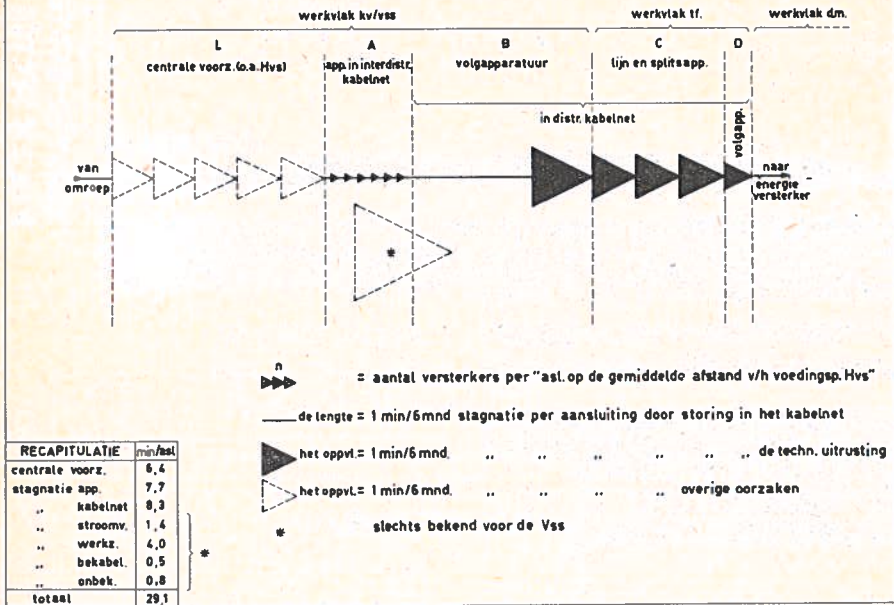 werkvlak kv/vss werkvlak tf. werkvlak d.m.
L A B C D
centrale voorz.(o.a.Hvs) app. in interdistr. kabelnet volgapparatuur lijn en splitsapp.
in distr. kabelnet
volgapp.
van omroep
naar energie versterker
*
n
= aantal versterkers per "asl. op de gemiddelde afstand v/h voedingsp. Hvs"
de lengte = 1 min/6mnd stagnatie per aansluiting door storing in het kabelnet
het oppvl. = 1 min/6 mnd. ,, ,, ,, ,, ,, ,, de techn. uitrusting
het oppvl. = 1 min/6 mnd. ,, ,, ,, ,, overige oorzaken
* slechts bekend voor de Vss
RECAPITULATIE min/asl
centrale voorz. 6,4
stagnatie app. 7,7
,, kabelnet 8,3
,, stroomv. 1,4
,, werkz. 4,0
,, bekabel. 0,5
,, onbek. 0,8
*
totaal 29,1